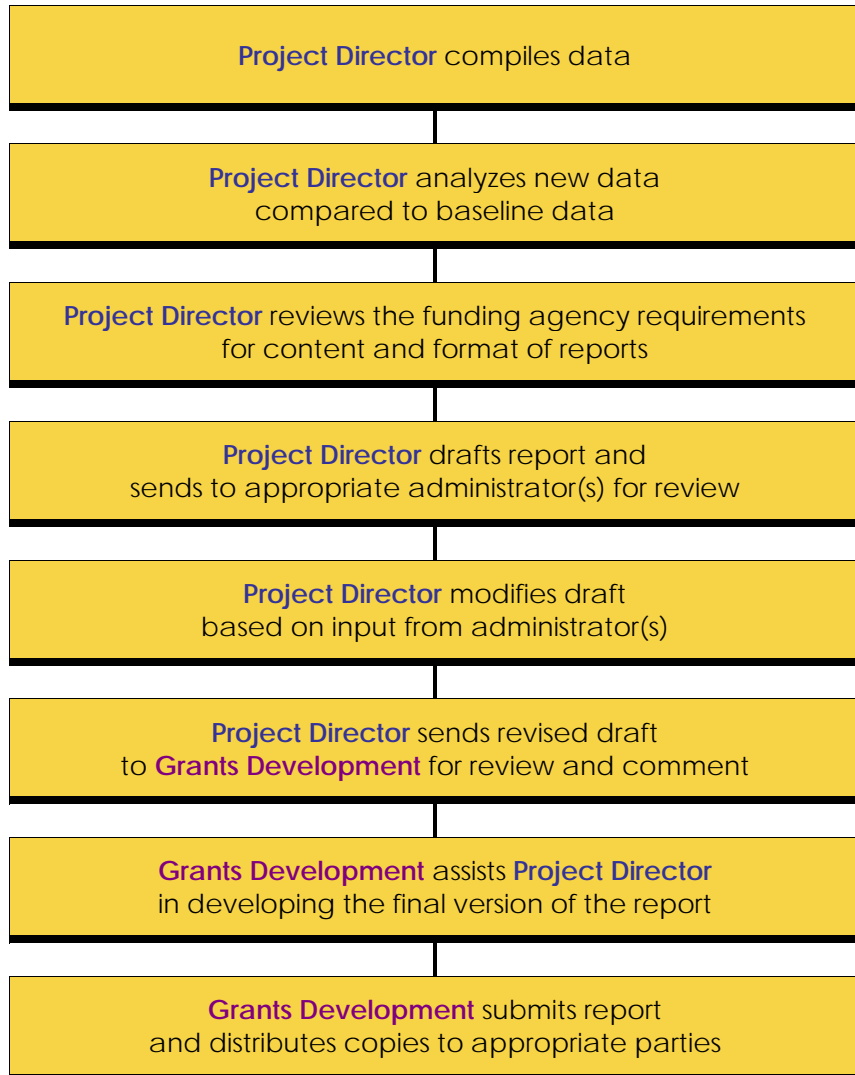 Project Director compiles data
Project Director analyzes new data
compared to baseline data
Project Director reviews the funding agency requirements
for content and format of reports
Project Director drafts report and
sends to appropriate administrator(s) for review
Project Director modifies draft
based on input from administrator(s)
Project Director sends revised draft
to Grants Development for review and comment
Grants Development assists Project Director
in developing the final version of the report
Grants Development submits report
and distributes copies to appropriate parties